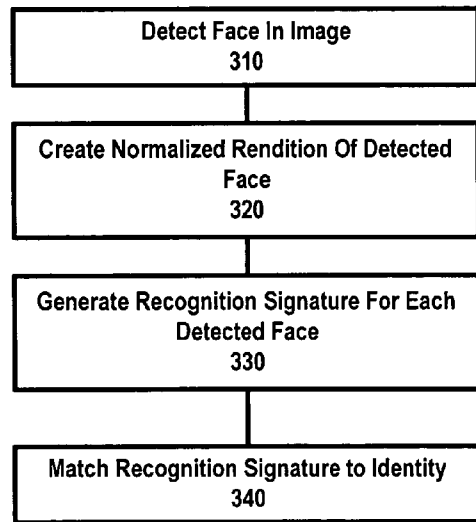 Detect Face In Image
310
Create Normalized Rendition Of Detected
Face
320
Generate Recognition Signature For Each
Detected Face
330
Match Recognition Signature to Identity
340